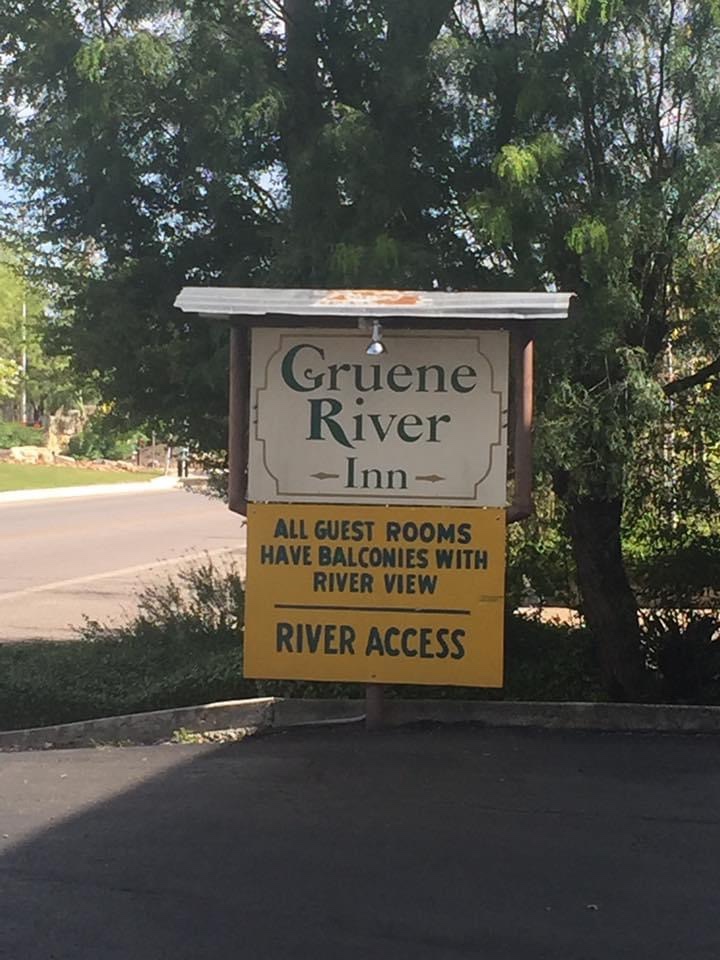 Gruene
River
Inn
ALL GUEST ROOMS
HAVE BALCONIES WITH
RIVER VIEW
RIVER ACCESS